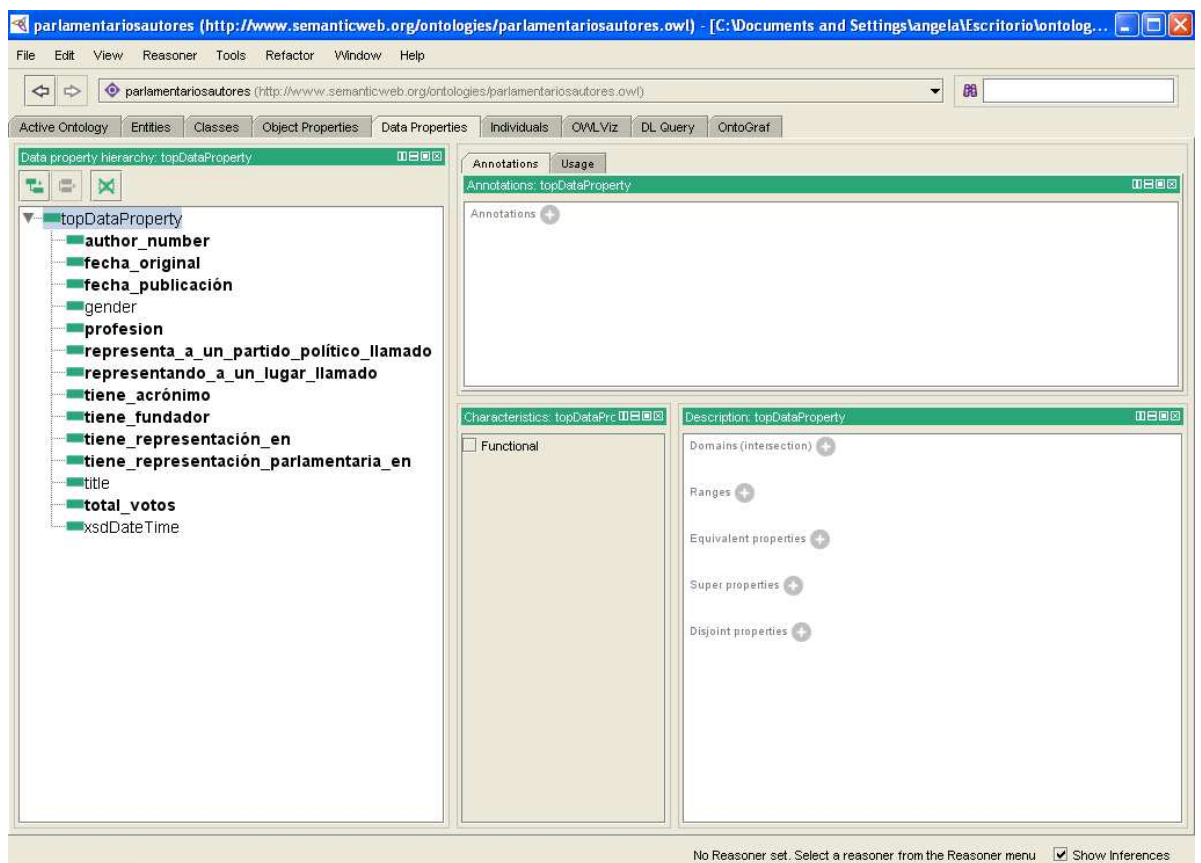 parlamentariosautores (http://www.semanticweb.org/ontologies/parlamentariosautores.owl) - [C:\Documents and Settings\angela\Escritorio\ontolog...
File Edit View Reasoner Tools Refactor Window Help
parlamentariosautores (http://www.semanticweb.org/ontologies/parlamentariosautores.owl)
Active Ontology Entities Classes Object Properties Data Properties Individuals OWLViz DL Query OntoGraf
Data property hierarchy: topDataProperty
topDataProperty
author_number
fecha_original
fecha_publicación
gender
profesion
representa_a_un_partido_político_llamado
representando_a_un_lugar_llamado
tiene_acrónimo
tiene_fundador
tiene_representación_en
tiene_representación_parlamentaria_en
title
total_votos
xsdDateTime
Annotations Usage
Annotations: topDataProperty
Annotations
Characteristics: topDataPrc
Functional
Description: topDataProperty
Domains (intersection)
Ranges
Equivalent properties
Super properties
Disjoint properties
No Reasoner set. Select a reasoner from the Reasoner menu Show Inferences